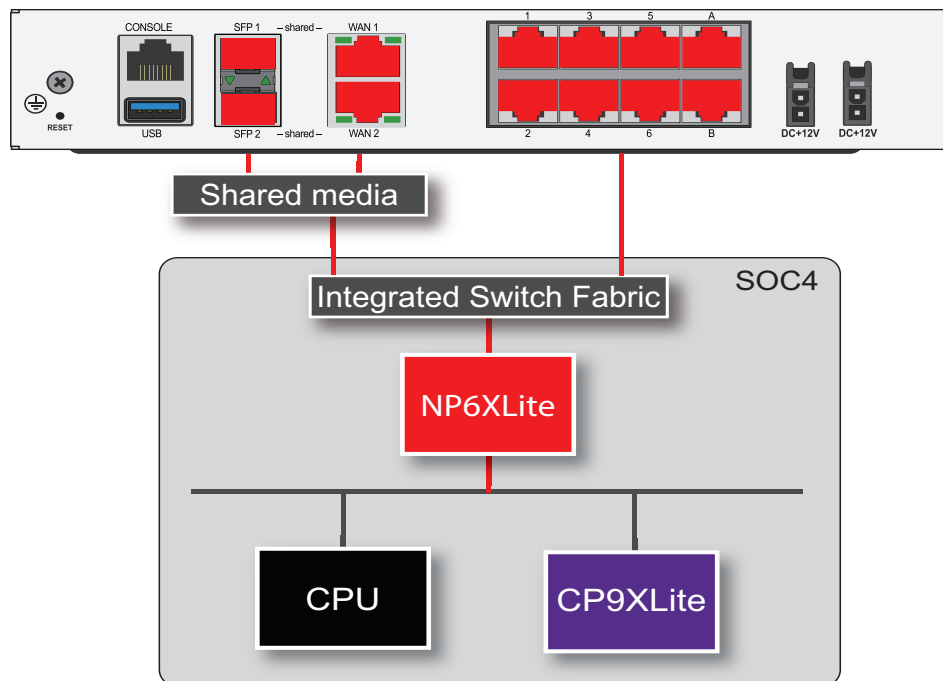 CONSOLE SFP 1 shared WAN 1 1 3 5 A
RESET USB SFP 2 shared WAN 2 2 4 6 B DC+12V DC+12V
Shared media
SOC4
Integrated Switch Fabric
NP6XLite
CPU CP9XLite